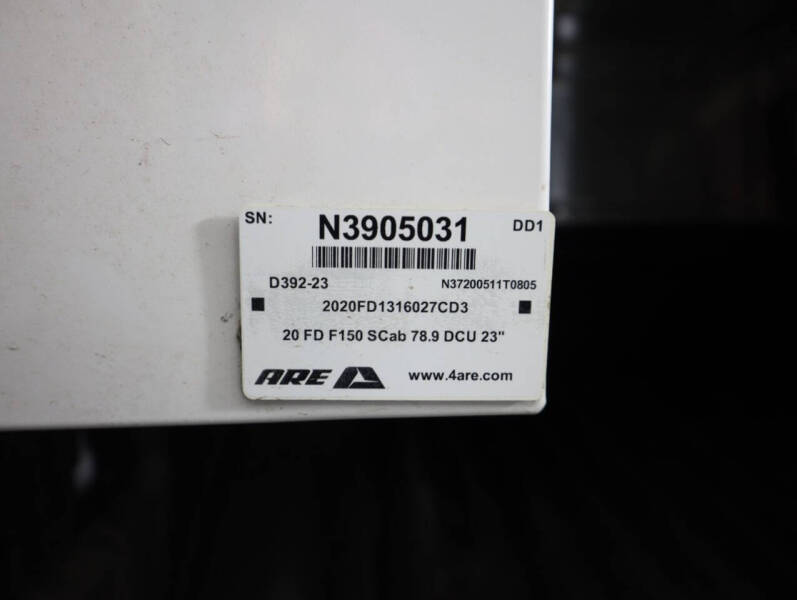 SN: N3905031 DD1
D392-23 N37200511T0805
2020FD1316027CD3
20 FD F150 SCab 78.9 DCU 23"
ARE www.4are.com